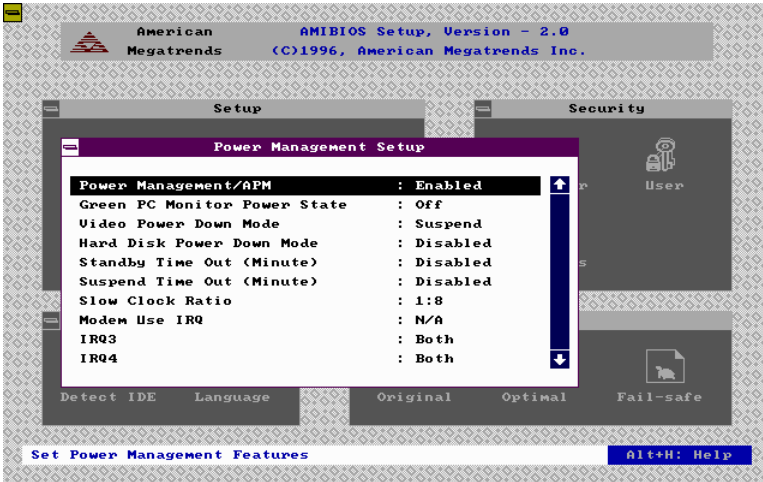 American
Megatrends
AMIBIOS Setup, Version - 2.0
(C)1996, American Megatrends Inc.
Setup
Security
Power Management Setup
Power Management/APM : Enabled
Green PC Monitor Power State : Off
Video Power Down Mode : Suspend
Hard Disk Power Down Mode : Disabled
Standby Time Out (Minute) : Disabled
Suspend Time Out (Minute) : Disabled
Slow Clock Ratio : 1:8
Modem Use IRQ : N/A
IRQ3 : Both
IRQ4 : Both
User
Detect IDE
Language
Original
Optimal
Fail-safe
Set Power Management Features
Alt+H: Help